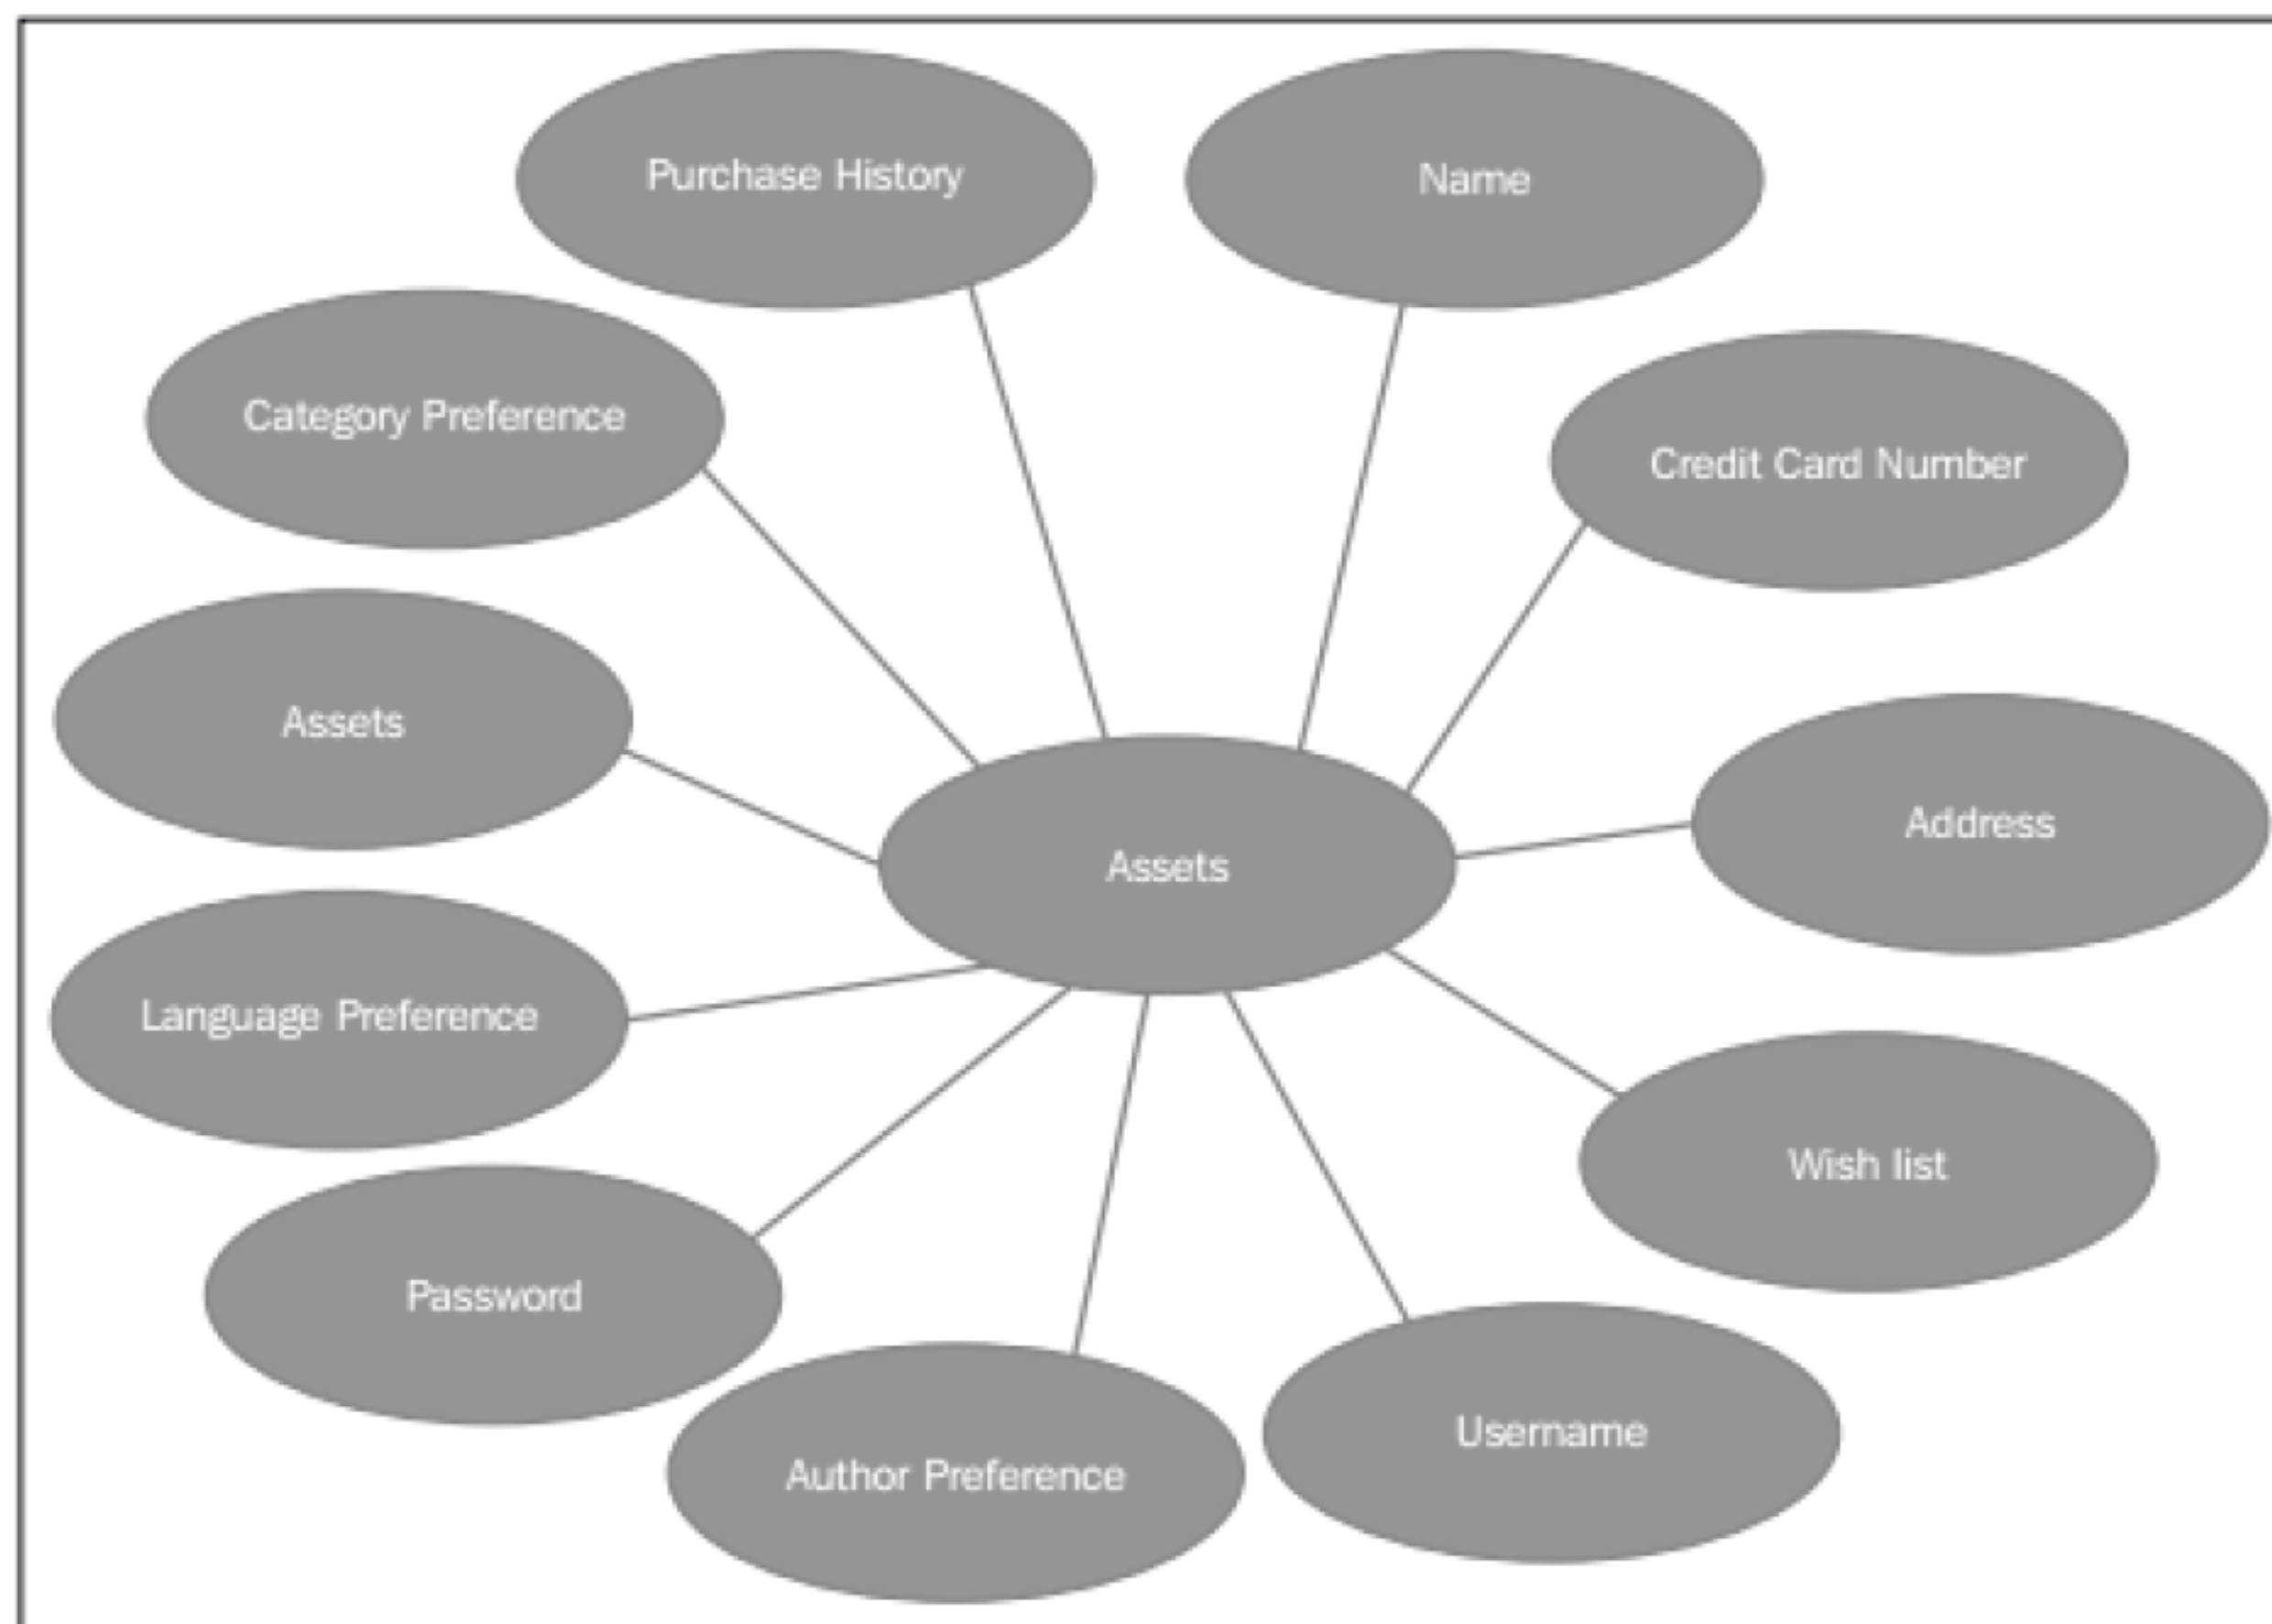 Purchase History
Name
Category Preference
Credit Card Number
Assets
Address
Assets
Language Preference
Wish list
Password
Username
Author Preference